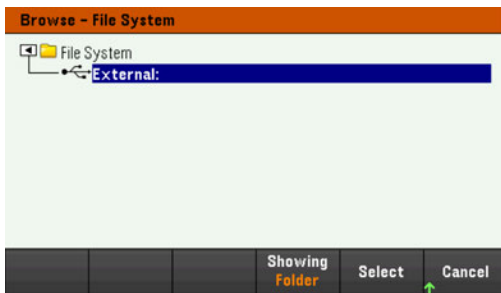 Browse - File System
File System
External:
Showing
Folder
Select
Cancel